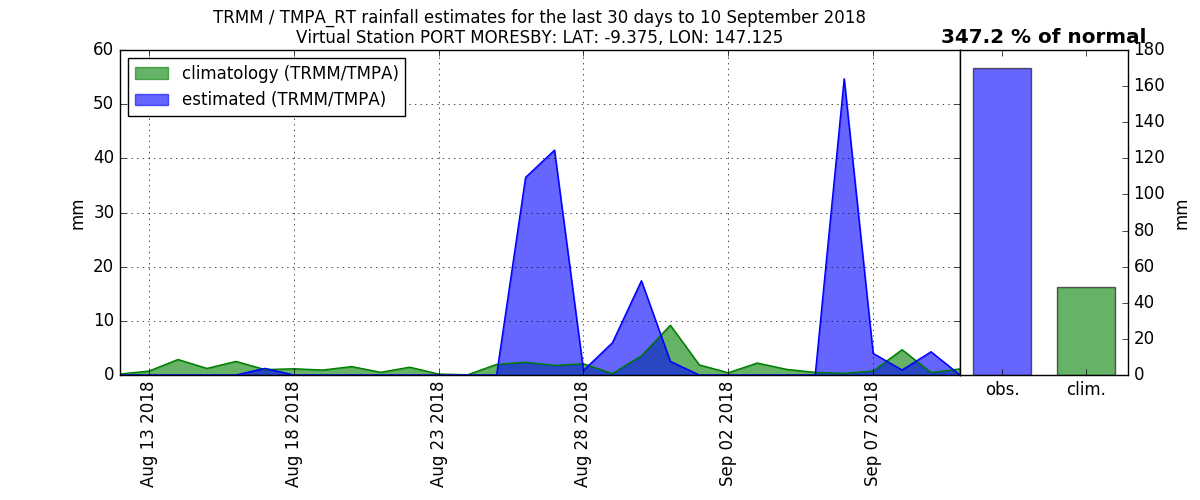 TRMM / TMPA_RT rainfall estimates for the last 30 days to 10 September 2018
Virtual Station PORT MORESBY: LAT: -9.375, LON: 147.125
347.2 % of normal
climatology (TRMM/TMPA)
estimated (TRMM/TMPA)
60
50
40
30
20
10
0
mm
Aug 13 2018
Aug 18 2018
Aug 23 2018
Aug 28 2018
Sep 02 2018
Sep 07 2018
180
160
140
120
100
80
60
40
20
0
mm
obs.
clim.